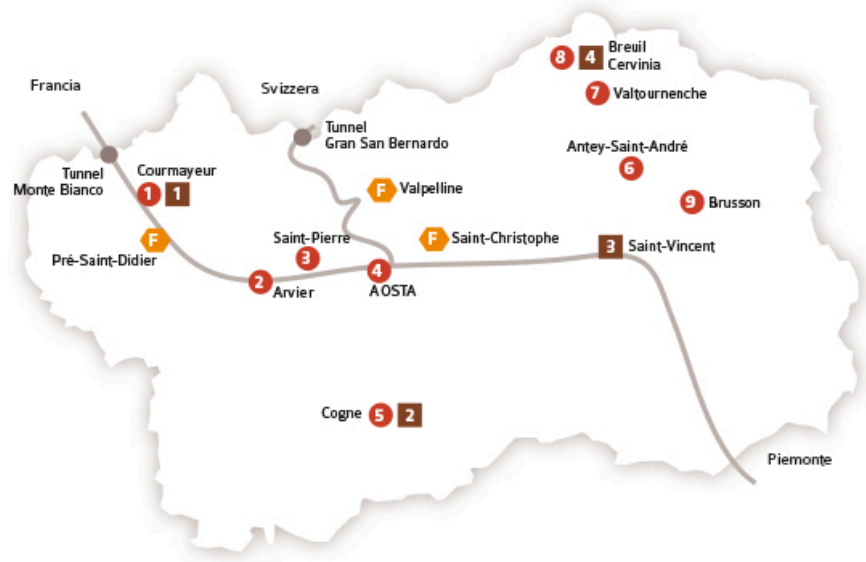 Francia
Svizzera
8
4
Breuil
Cervinia
7
Valtournenche
Tunnel
Gran San Bernardo
Tunnel
Monte Bianco
Courmayeur
1
1
Antey-Saint-André
6
F
Valpelline
9
Brusson
F
Pré-Saint-Didier
Saint-Pierre
3
F
Saint-Christophe
3
Saint-Vincent
2
Arvier
4
AOSTA
Cogne
5
2
Piemonte